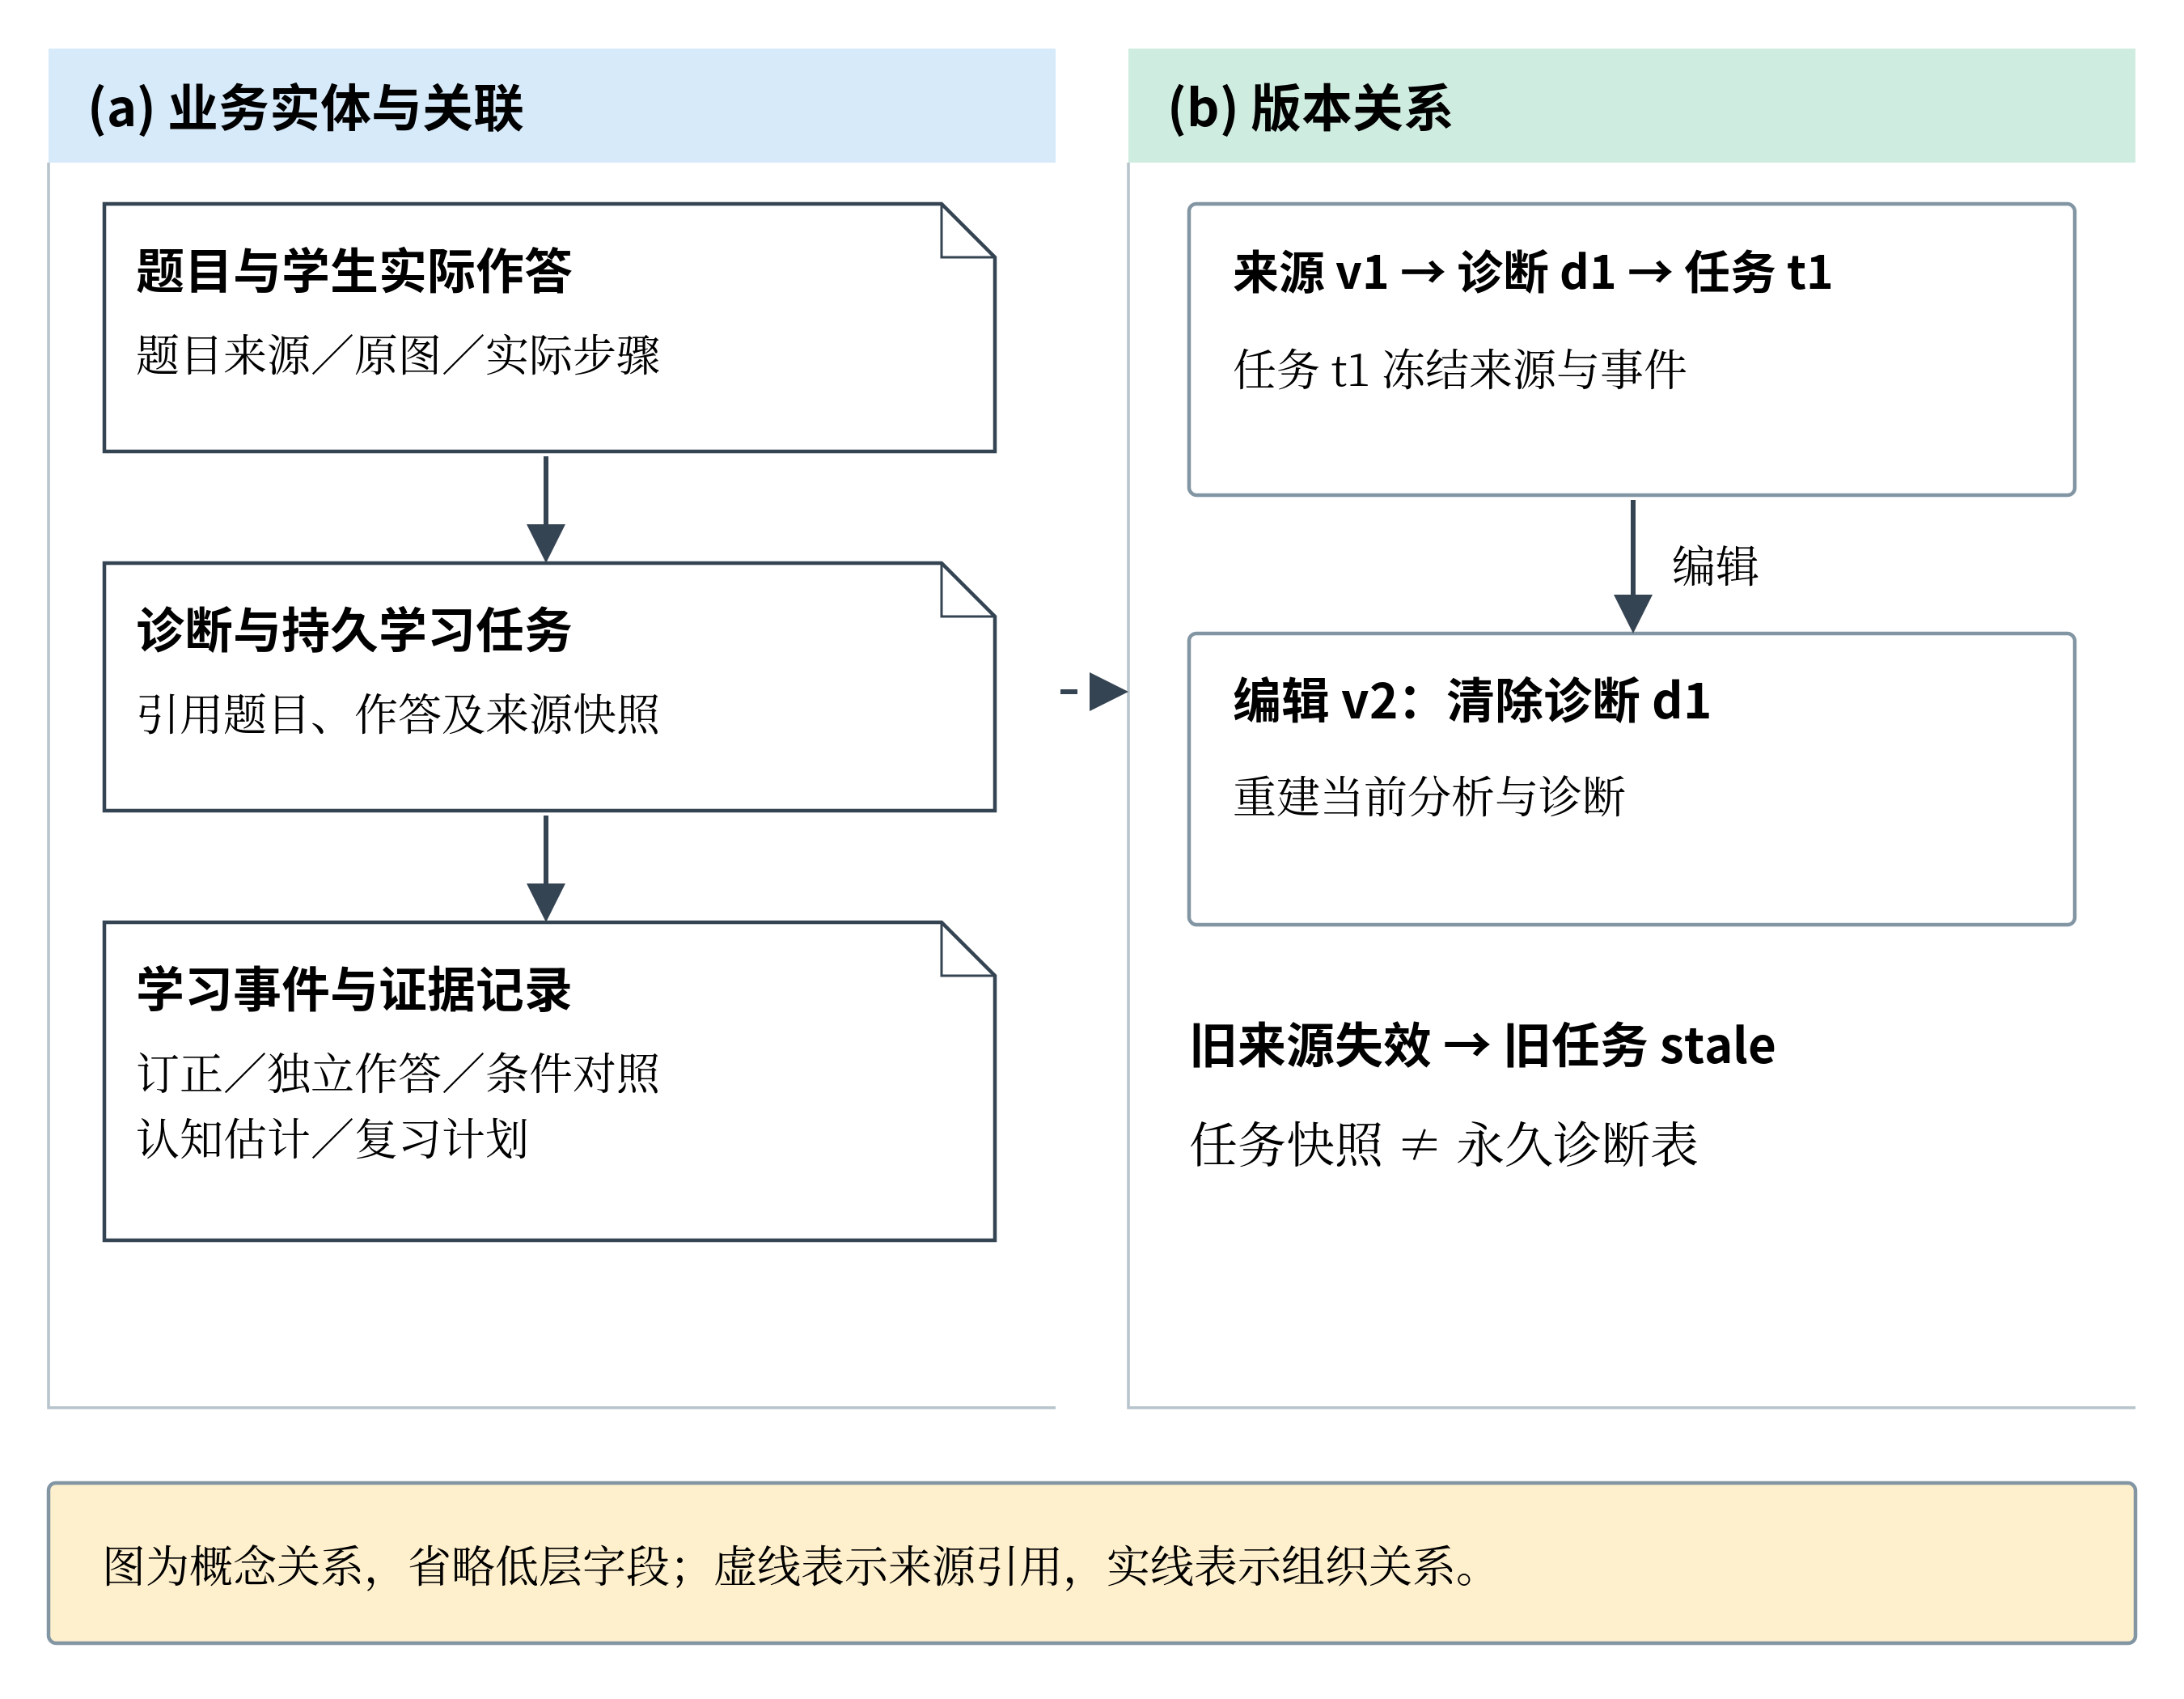 (a) 业务实体与关联
题目与学生实际作答
题目来源／原图／实际步骤
诊断与持久学习任务
引用题目、作答及来源快照
学习事件与证据记录
订正／独立作答／条件对照
认知估计／复习计划
(b) 版本关系
来源 v1 → 诊断 d1 → 任务 t1
任务 t1 冻结来源与事件
编辑
编辑 v2：清除诊断 d1
重建当前分析与诊断
旧来源失效 → 旧任务 stale
任务快照 ≠ 永久诊断表
图为概念关系，省略低层字段；虚线表示来源引用，实线表示组织关系。